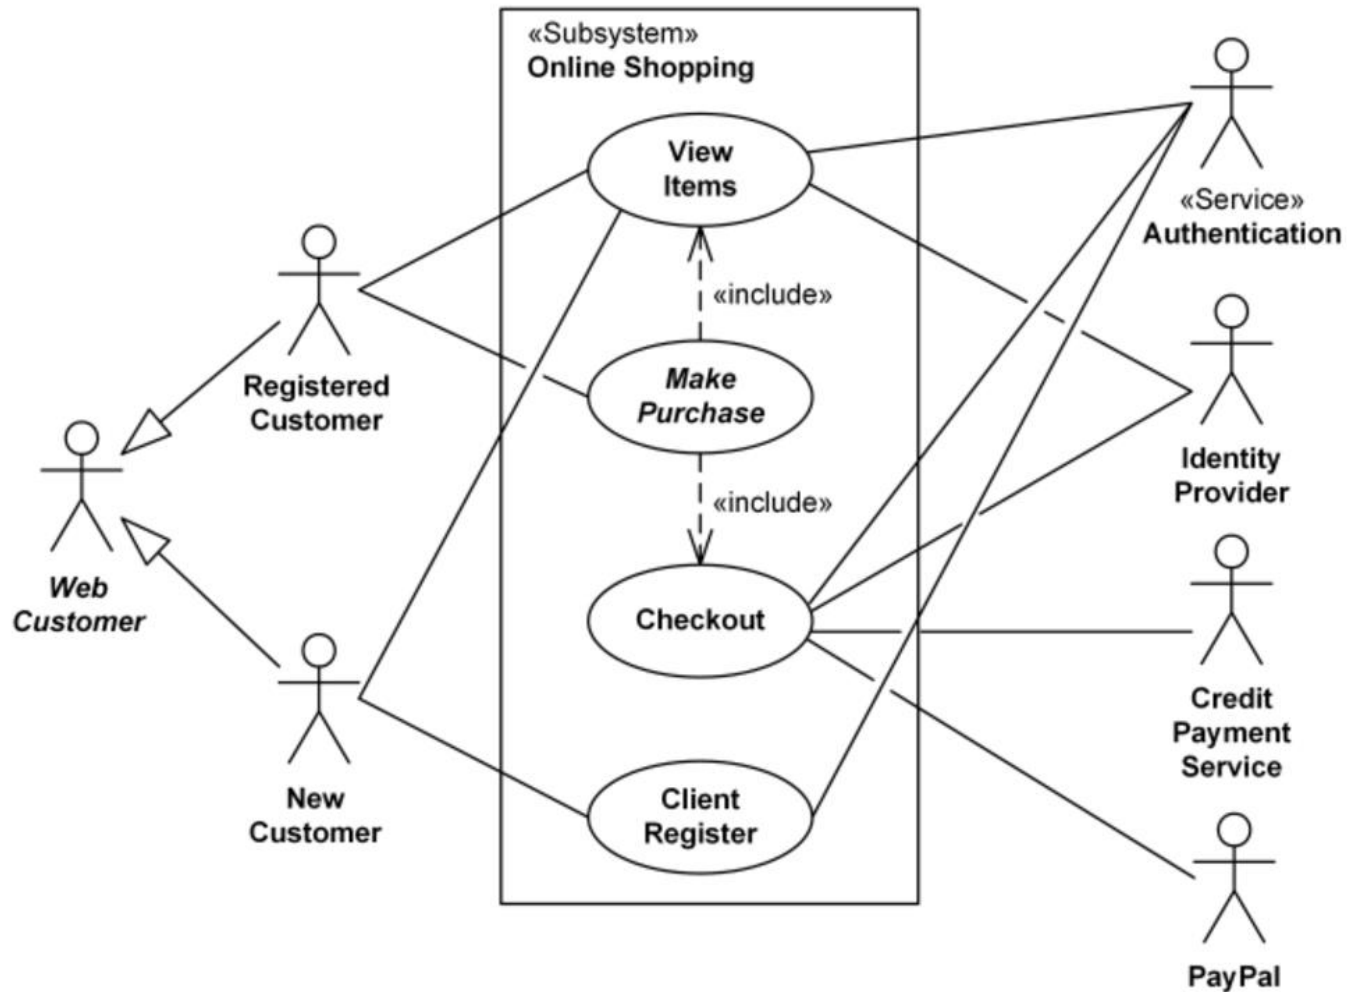 «Subsystem»
Online Shopping
View
Items
«Service»
Authentication
«include»
Registered
Customer
Make
Purchase
Identity
Provider
«include»
Web
Customer
Checkout
Credit
Payment
Service
New
Customer
Client
Register
PayPal